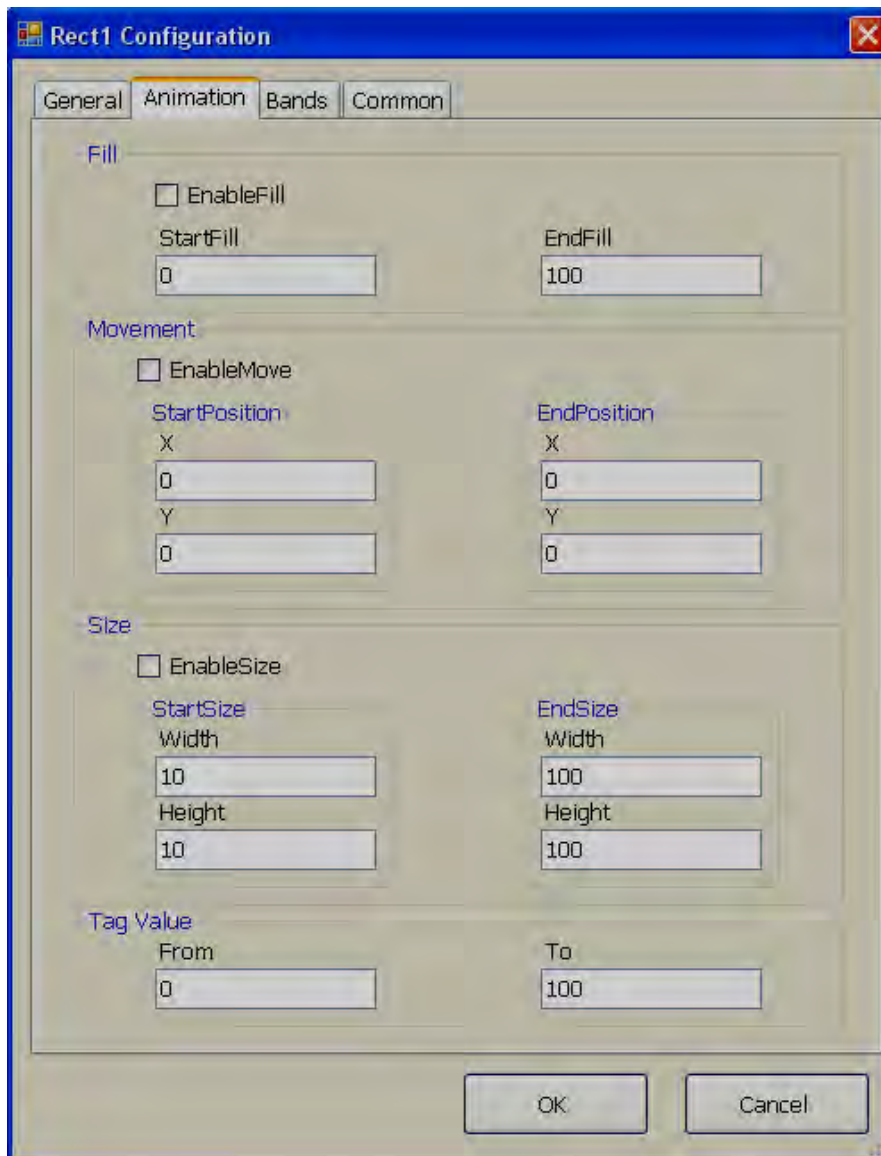 Rect1 Configuration
General Animation Bands Common
Fill
EnableFill
StartFill EndFill
0 100
Movement
EnableMove
StartPosition EndPosition
X X
0 0
Y Y
0 0
Size
EnableSize
StartSize EndSize
Width Width
10 100
Height Height
10 100
Tag Value
From To
0 100
OK Cancel